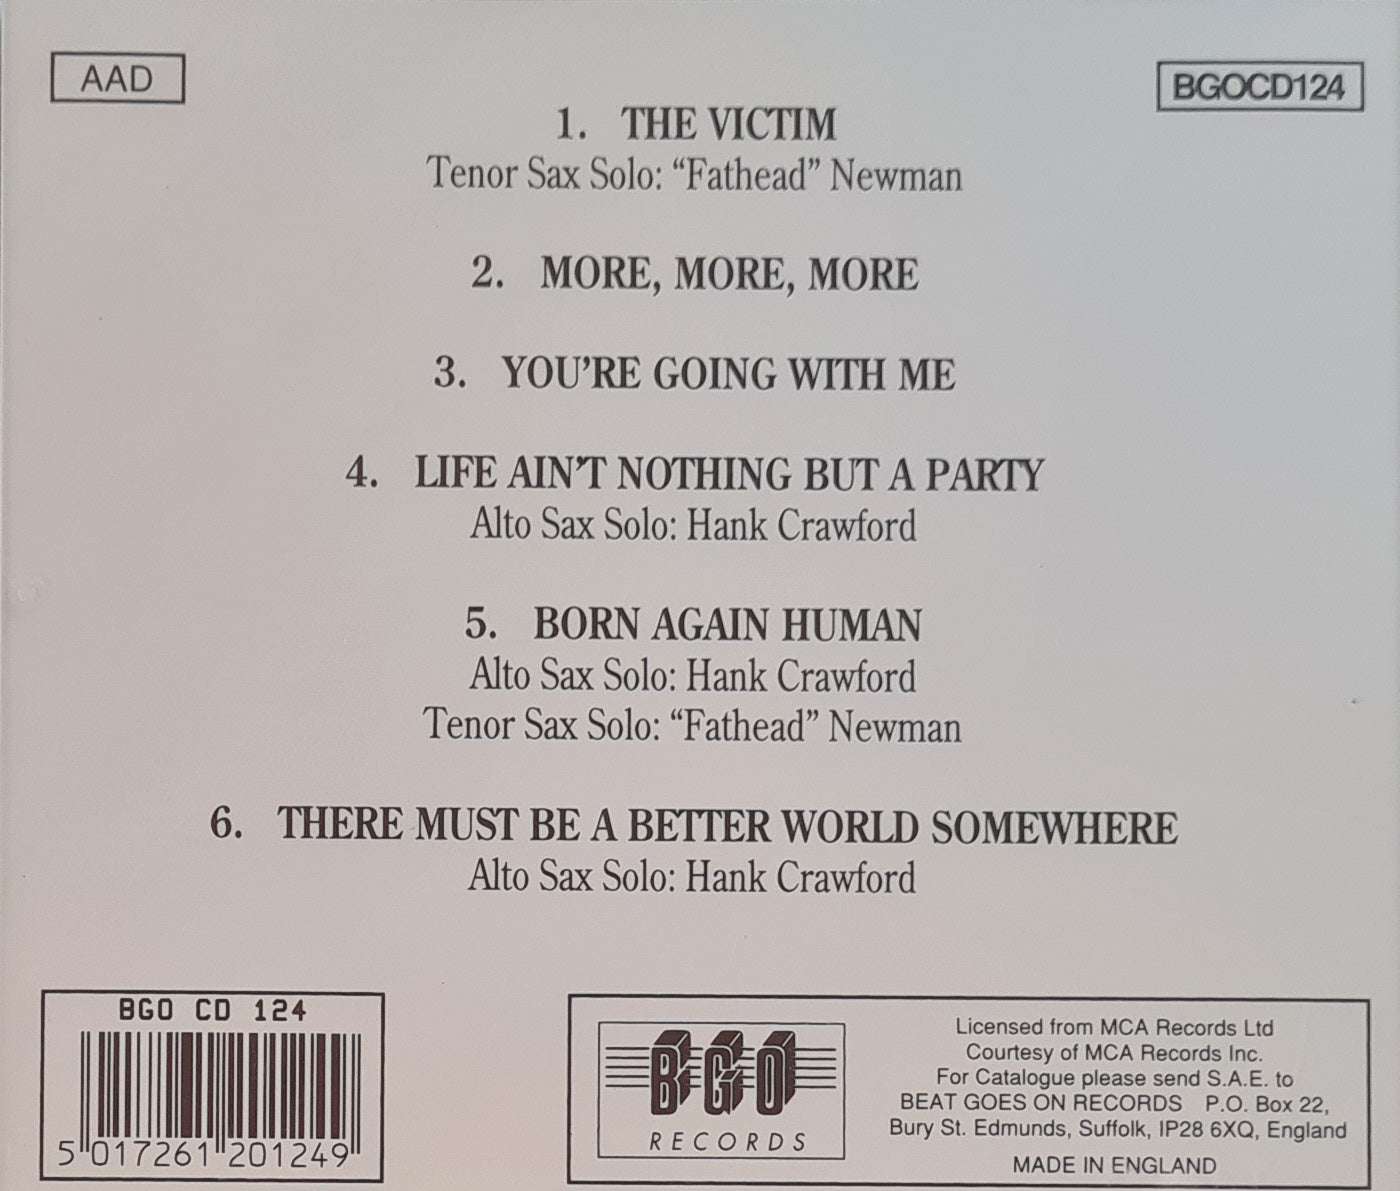 AAD
BGOCD124
1. THE VICTIM
Tenor Sax Solo: “Fathead” Newman
2. MORE, MORE, MORE
3. YOU’RE GOING WITH ME
4. LIFE AIN’T NOTHING BUT A PARTY
Alto Sax Solo: Hank Crawford
5. BORN AGAIN HUMAN
Alto Sax Solo: Hank Crawford
Tenor Sax Solo: “Fathead” Newman
6. THERE MUST BE A BETTER WORLD SOMEWHERE
Alto Sax Solo: Hank Crawford
BGO CD 124
5 017261 201249
BGO
RECORDS
Licensed from MCA Records Ltd
Courtesy of MCA Records Inc.
For Catalogue please send S.A.E. to
BEAT GOES ON RECORDS P.O. Box 22,
Bury St. Edmunds, Suffolk, IP28 6XQ, England
MADE IN ENGLAND